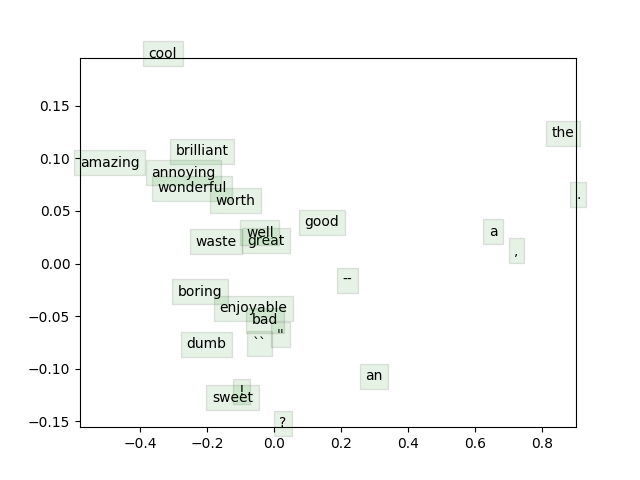 cool
the
0.15
brilliant
0.10
amazing
annoying
wonderful
.
worth
0.05
good
well
a
waste
great
,
0.00
--
boring
enjoyable
−0.05
bad
"
dumb
``
−0.10
an
!
sweet
−0.15
?
−0.4 −0.2 0.0 0.2 0.4 0.6 0.8